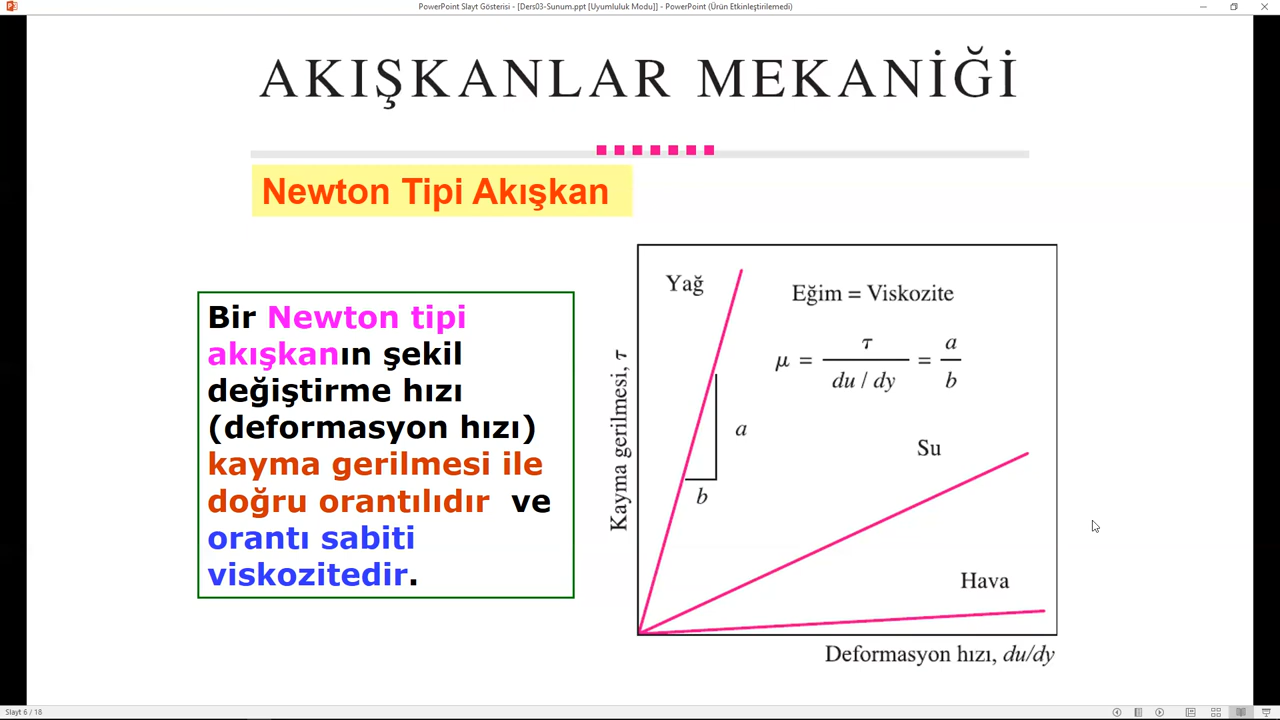 PowerPoint Slayt Gösterisi - [Ders03-Sunum.ppt [Uyumluluk Modu]] - PowerPoint (Ürün Etkinleştirilemedi)
AKIŞKANLAR MEKANİĞİ
Newton Tipi Akışkan
Bir Newton tipi
akışkanın şekil
değiştirme hızı
(deformasyon hızı)
kayma gerilmesi ile
doğru orantılıdır ve
orantı sabiti
viskozitedir.
Kayma gerilmesi, τ
Yağ
Eğim = Viskozite
μ = τ / (du / dy) = a / b
a
b
Su
Hava
Deformasyon hızı, du/dy
Slayt 6 / 18